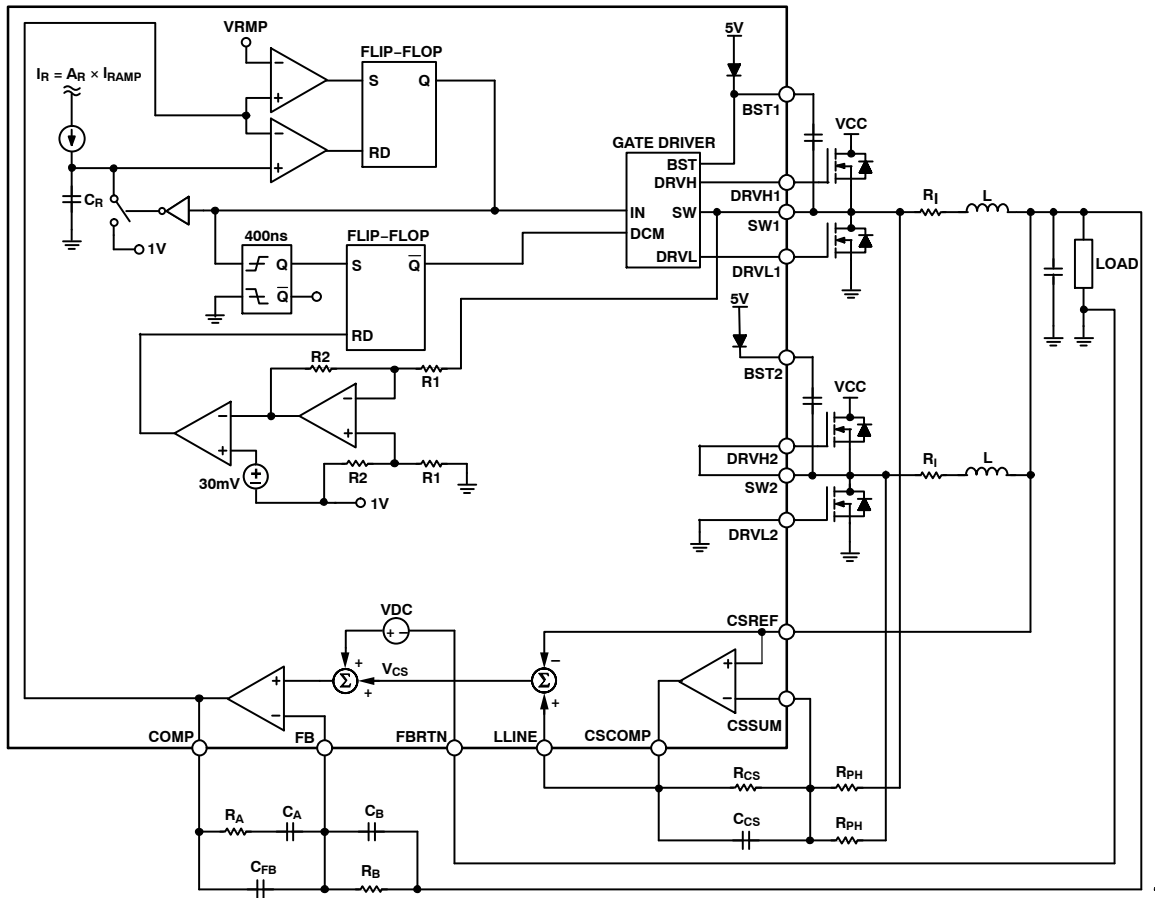 5V
VRMP
FLIP–FLOP
I_R = A_R × I_RAMP
–
+
S
Q
BST1
VCC
–
+
RD
GATE DRIVER
BST
DRVH
DRVH1
R_I
L
C_R
IN
SW
SW1
1V
400ns
FLIP–FLOP
DCM
DRVL
DRVL1
LOAD
Q
S
Q̅
Q̅
5V
RD
R2
R1
BST2
VCC
–
–
+
+
DRVH2
R_I
L
30mV
+
–
R2
R1
SW2
1V
DRVL2
VDC
+ –
CSREF
+
V_CS
–
+
+
Σ
+
Σ
–
+
–
CSSUM
COMP
FB
FBRTN
LLINE
CSCOMP
R_CS
R_PH
R_A
C_A
C_B
C_CS
R_PH
C_FB
R_B